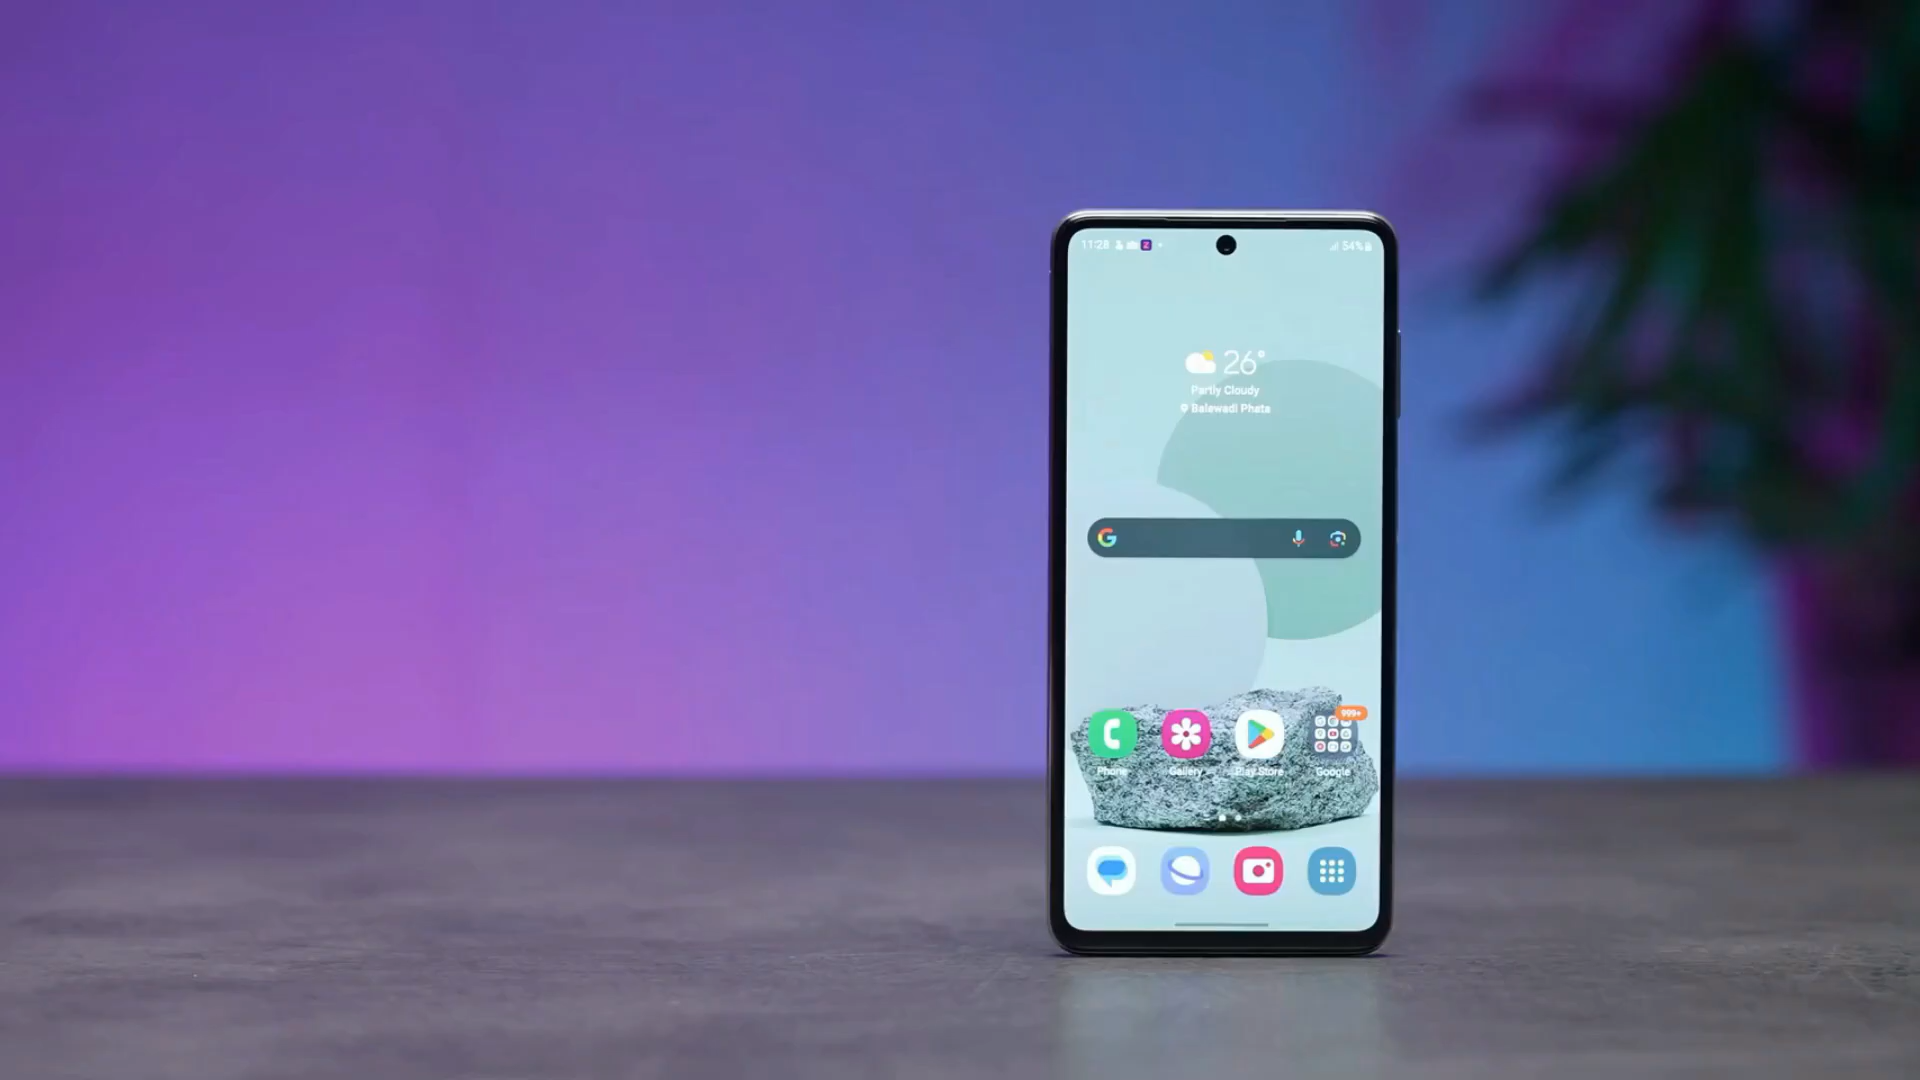 11:28
54%
26°
Partly Cloudy
Balewadi Phata
G
999+
Phone
Gallery
Play Store
Google